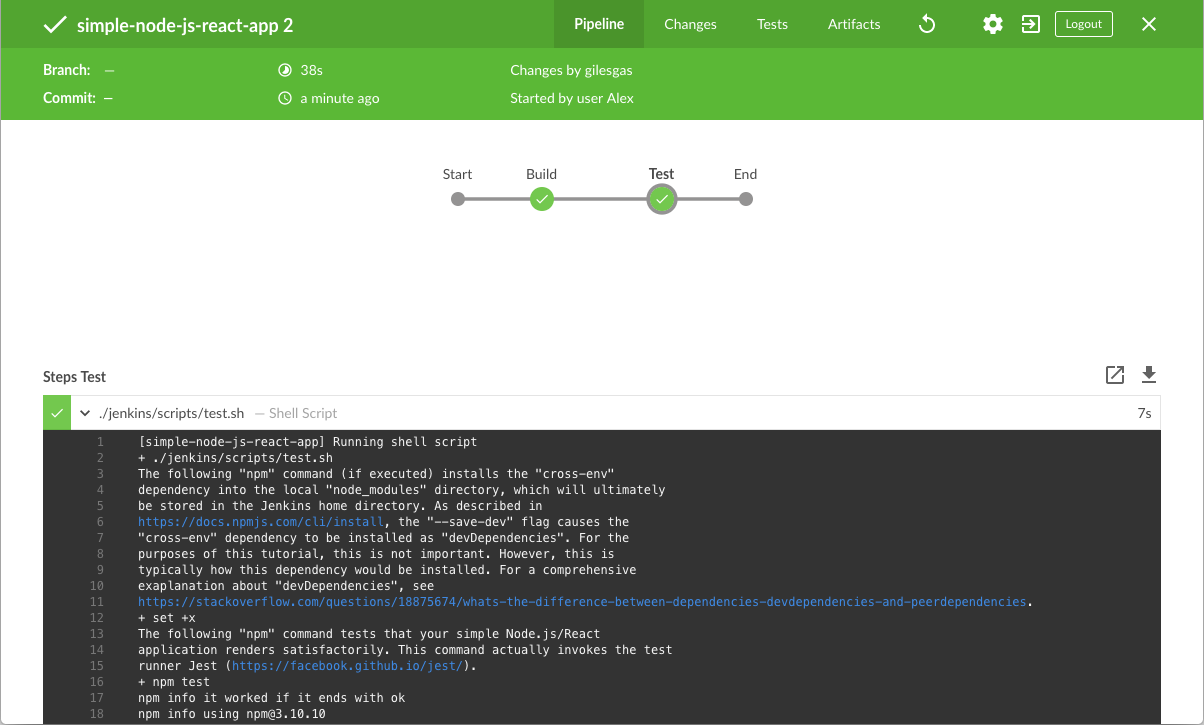 simple-node-js-react-app 2
Pipeline
Changes
Tests
Artifacts
Logout
Branch: —
38s
Changes by gilesgas
Commit: —
a minute ago
Started by user Alex
Start
Build
Test
End
Steps Test
./jenkins/scripts/test.sh — Shell Script
7s
1 [simple-node-js-react-app] Running shell script
2 + ./jenkins/scripts/test.sh
3 The following "npm" command (if executed) installs the "cross-env"
4 dependency into the local "node_modules" directory, which will ultimately
5 be stored in the Jenkins home directory. As described in
6 https://docs.npmjs.com/cli/install, the "--save-dev" flag causes the
7 "cross-env" dependency to be installed as "devDependencies". For the
8 purposes of this tutorial, this is not important. However, this is
9 typically how this dependency would be installed. For a comprehensive
10 exaplanation about "devDependencies", see
11 https://stackoverflow.com/questions/18875674/whats-the-difference-between-dependencies-devdependencies-and-peerdependencies.
12 + set +x
13 The following "npm" command tests that your simple Node.js/React
14 application renders satisfactorily. This command actually invokes the test
15 runner Jest (https://facebook.github.io/jest/).
16 + npm test
17 npm info it worked if it ends with ok
18 npm info using npm@3.10.10